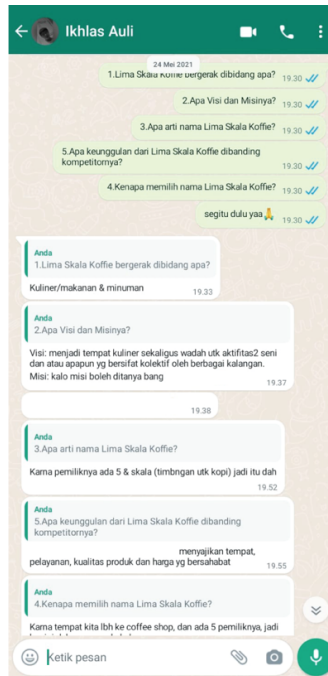 Ikhlas Auli
24 Mei 2021
1.Lima Skala Koffie bergerak dibidang apa?
19.30
2.Apa Visi dan Misinya?
19.30
3.Apa arti nama Lima Skala Koffie?
19.30
5.Apa keunggulan dari Lima Skala Koffie dibanding
kompetitornya?
19.30
4.Kenapa memilih nama Lima Skala Koffie?
19.30
segitu dulu yaa🙏
19.30
Anda
1.Lima Skala Koffie bergerak dibidang apa?
Kuliner/makanan & minuman
19.33
Anda
2.Apa Visi dan Misinya?
Visi: menjadi tempat kuliner sekaligus wadah utk aktifitas2 seni
dan atau apapun yg bersifat kolektif oleh berbagai kalangan.
Misi: kalo misi boleh ditanya bang
19.37
19.38
Anda
3.Apa arti nama Lima Skala Koffie?
Karna pemiliknya ada 5 & skala (timbngan utk kopi) jadi itu dah
19.52
Anda
5.Apa keunggulan dari Lima Skala Koffie dibanding
kompetitornya?
menyajikan tempat,
pelayanan, kualitas produk dan harga yg bersahabat
19.55
Anda
4.Kenapa memilih nama Lima Skala Koffie?
Karna tempat kita lbh ke coffee shop, dan ada 5 pemiliknya, jadi
Ketik pesan